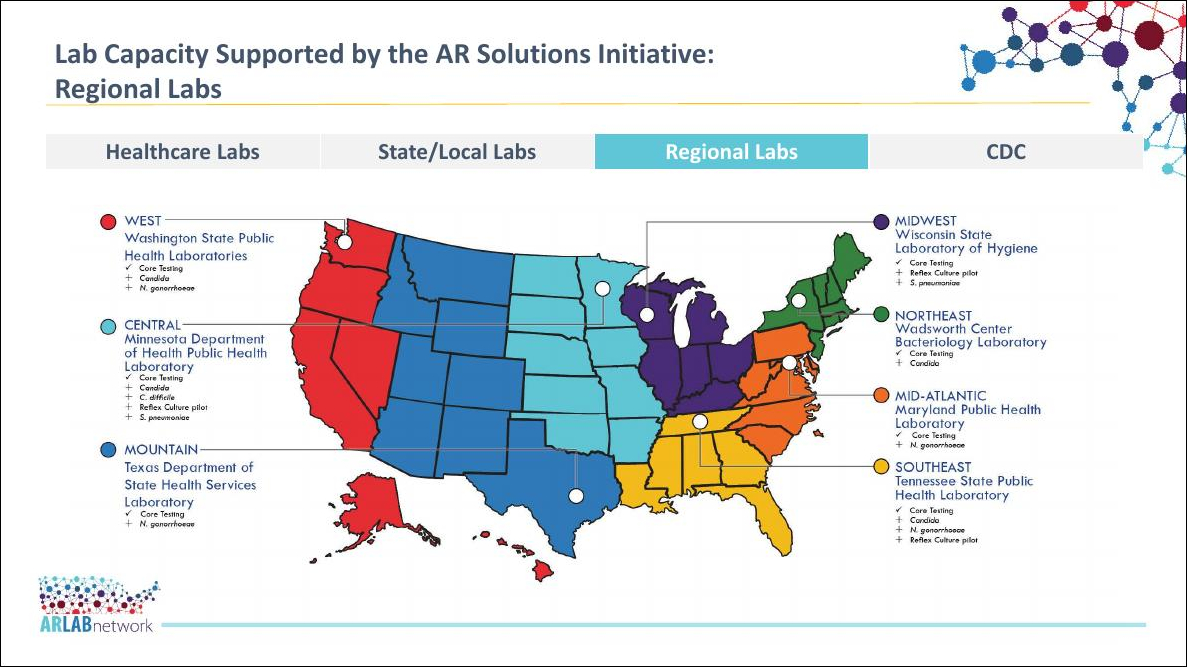 Lab Capacity Supported by the AR Solutions Initiative:
Regional Labs
Healthcare Labs
State/Local Labs
Regional Labs
CDC
WEST
Washington State Public
Health Laboratories
✓ Core Testing
+ Candida
+ N. gonorrhoeae
CENTRAL
Minnesota Department
of Health Public Health
Laboratory
✓ Core Testing
+ Candida
+ C. difficile
+ Reflex Culture pilot
+ S. pneumoniae
MOUNTAIN
Texas Department of
State Health Services
Laboratory
✓ Core Testing
+ N. gonorrhoeae
MIDWEST
Wisconsin State
Laboratory of Hygiene
✓ Core Testing
+ Reflex Culture pilot
+ S. pneumoniae
NORTHEAST
Wadsworth Center
Bacteriology Laboratory
✓ Core Testing
+ Candida
MID-ATLANTIC
Maryland Public Health
Laboratory
✓ Core Testing
+ N. gonorrhoeae
SOUTHEAST
Tennessee State Public
Health Laboratory
✓ Core Testing
+ Candida
+ N. gonorrhoeae
+ Reflex Culture pilot
ARLABnetwork